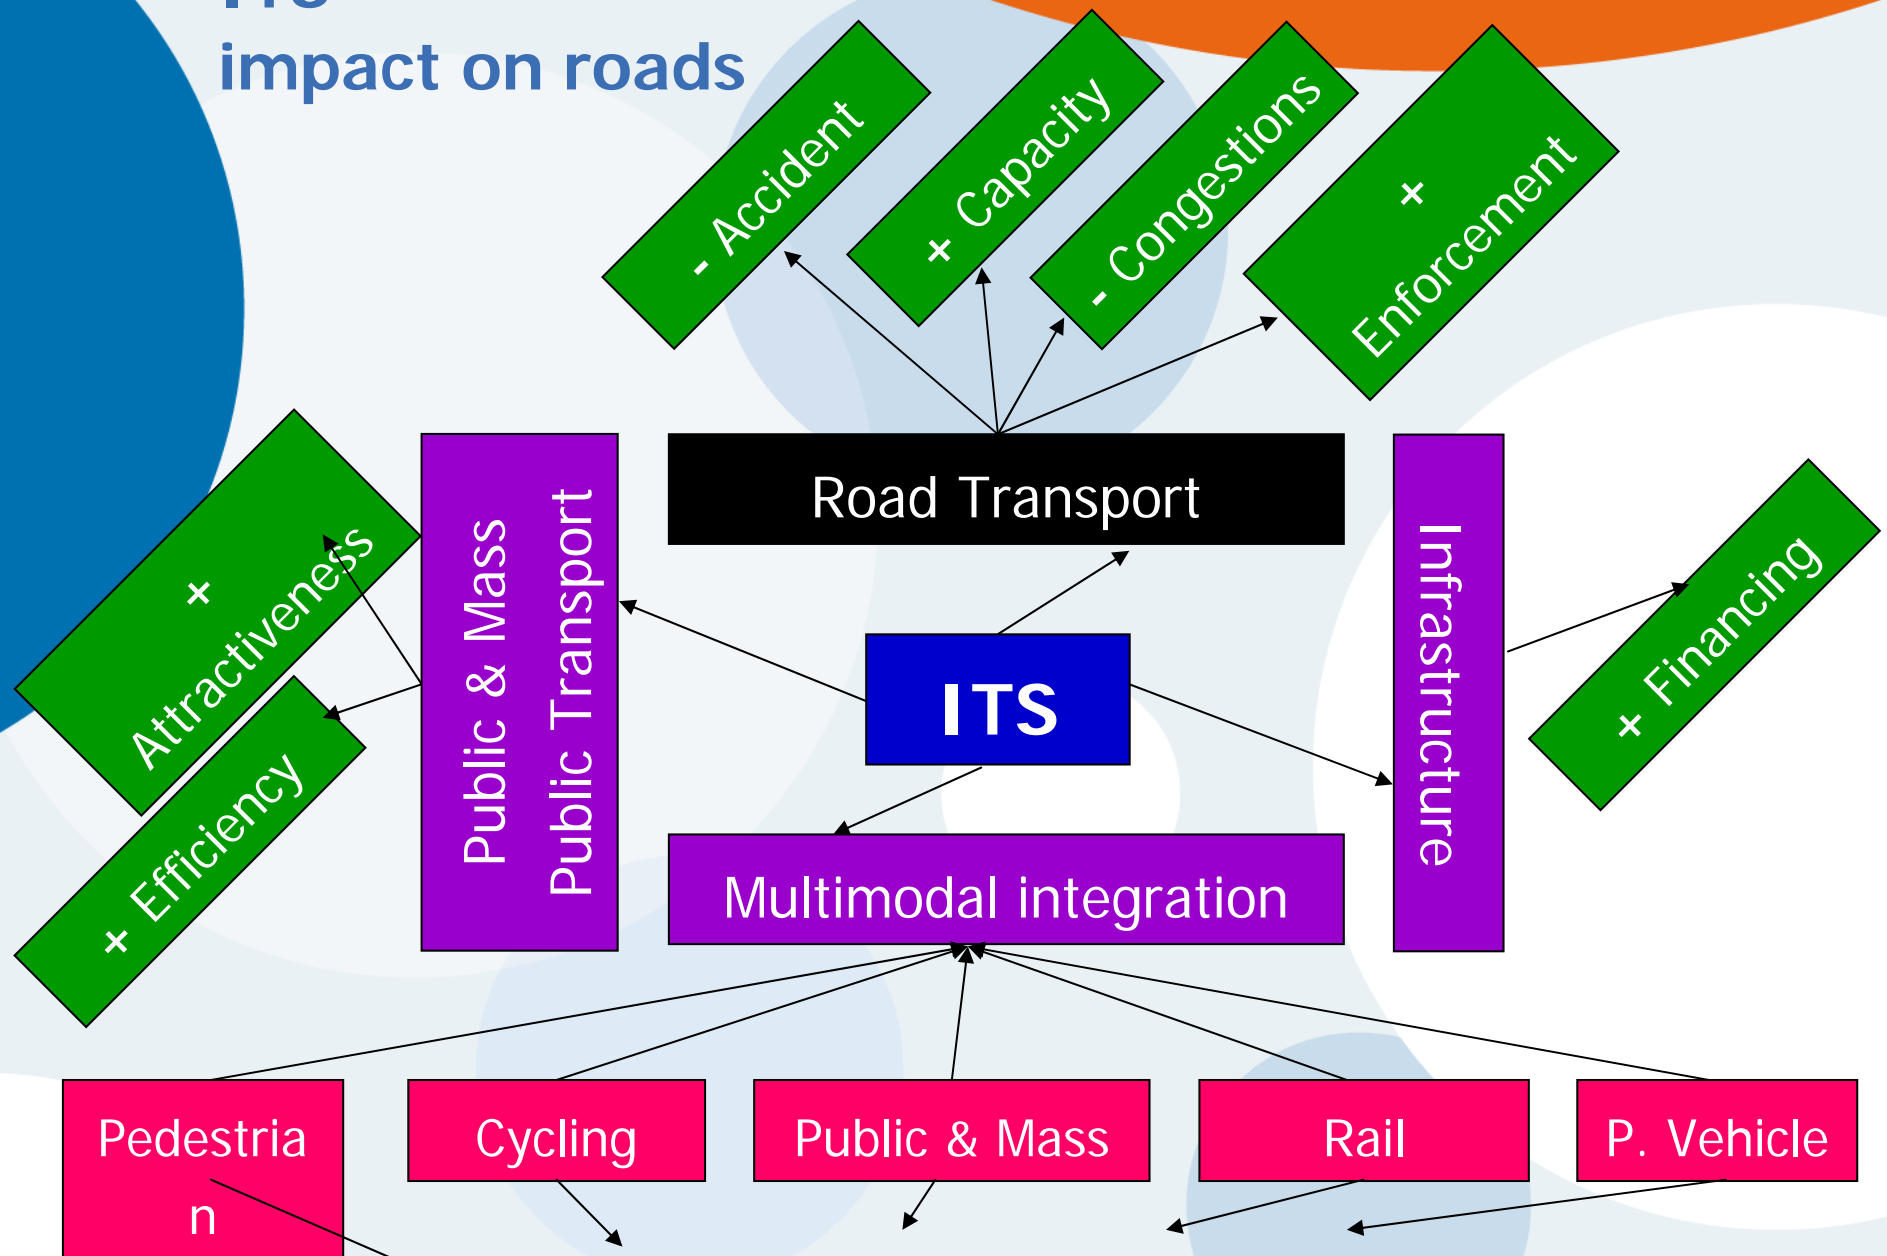 impact on roads
- Accident
+ Capacity
- Congestions
+
Enforcement
+
Attractiveness
+ Efficiency
Public & Mass
Public Transport
Road Transport
Infrastructure
+ Financing
ITS
Multimodal integration
Pedestria
n
Cycling
Public & Mass
Rail
P. Vehicle